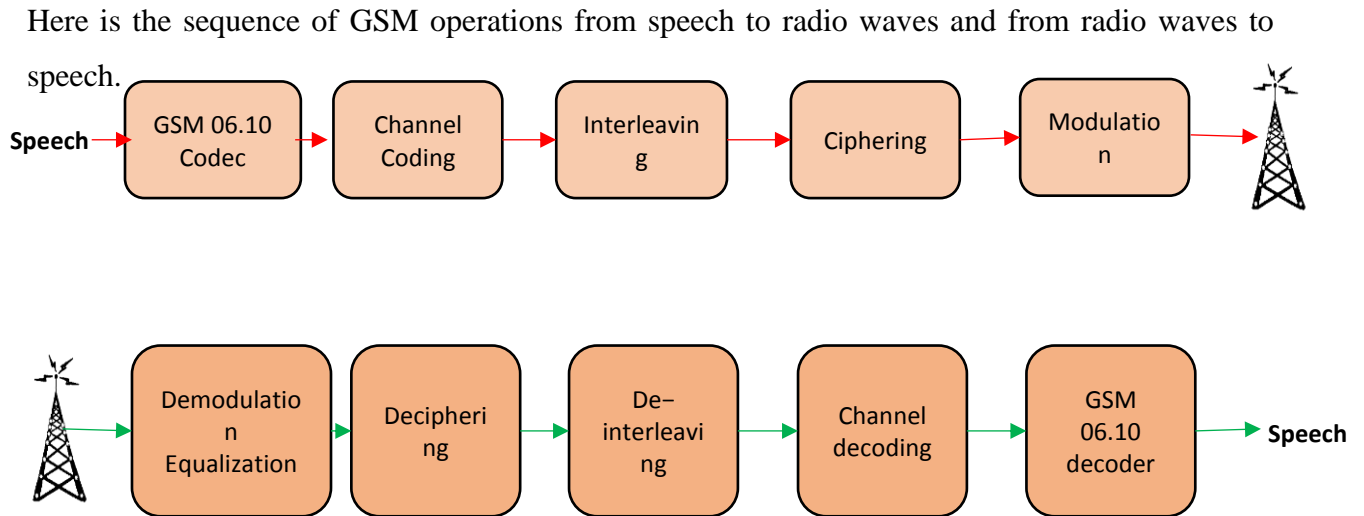 Here is the sequence of GSM operations from speech to radio waves and from radio waves to
speech.
Speech
GSM 06.10
Codec
Channel
Coding
Interleavin
g
Ciphering
Modulatio
n
Demodulatio
n
Equalization
Decipheri
ng
De–
interleavi
ng
Channel
decoding
GSM
06.10
decoder
Speech